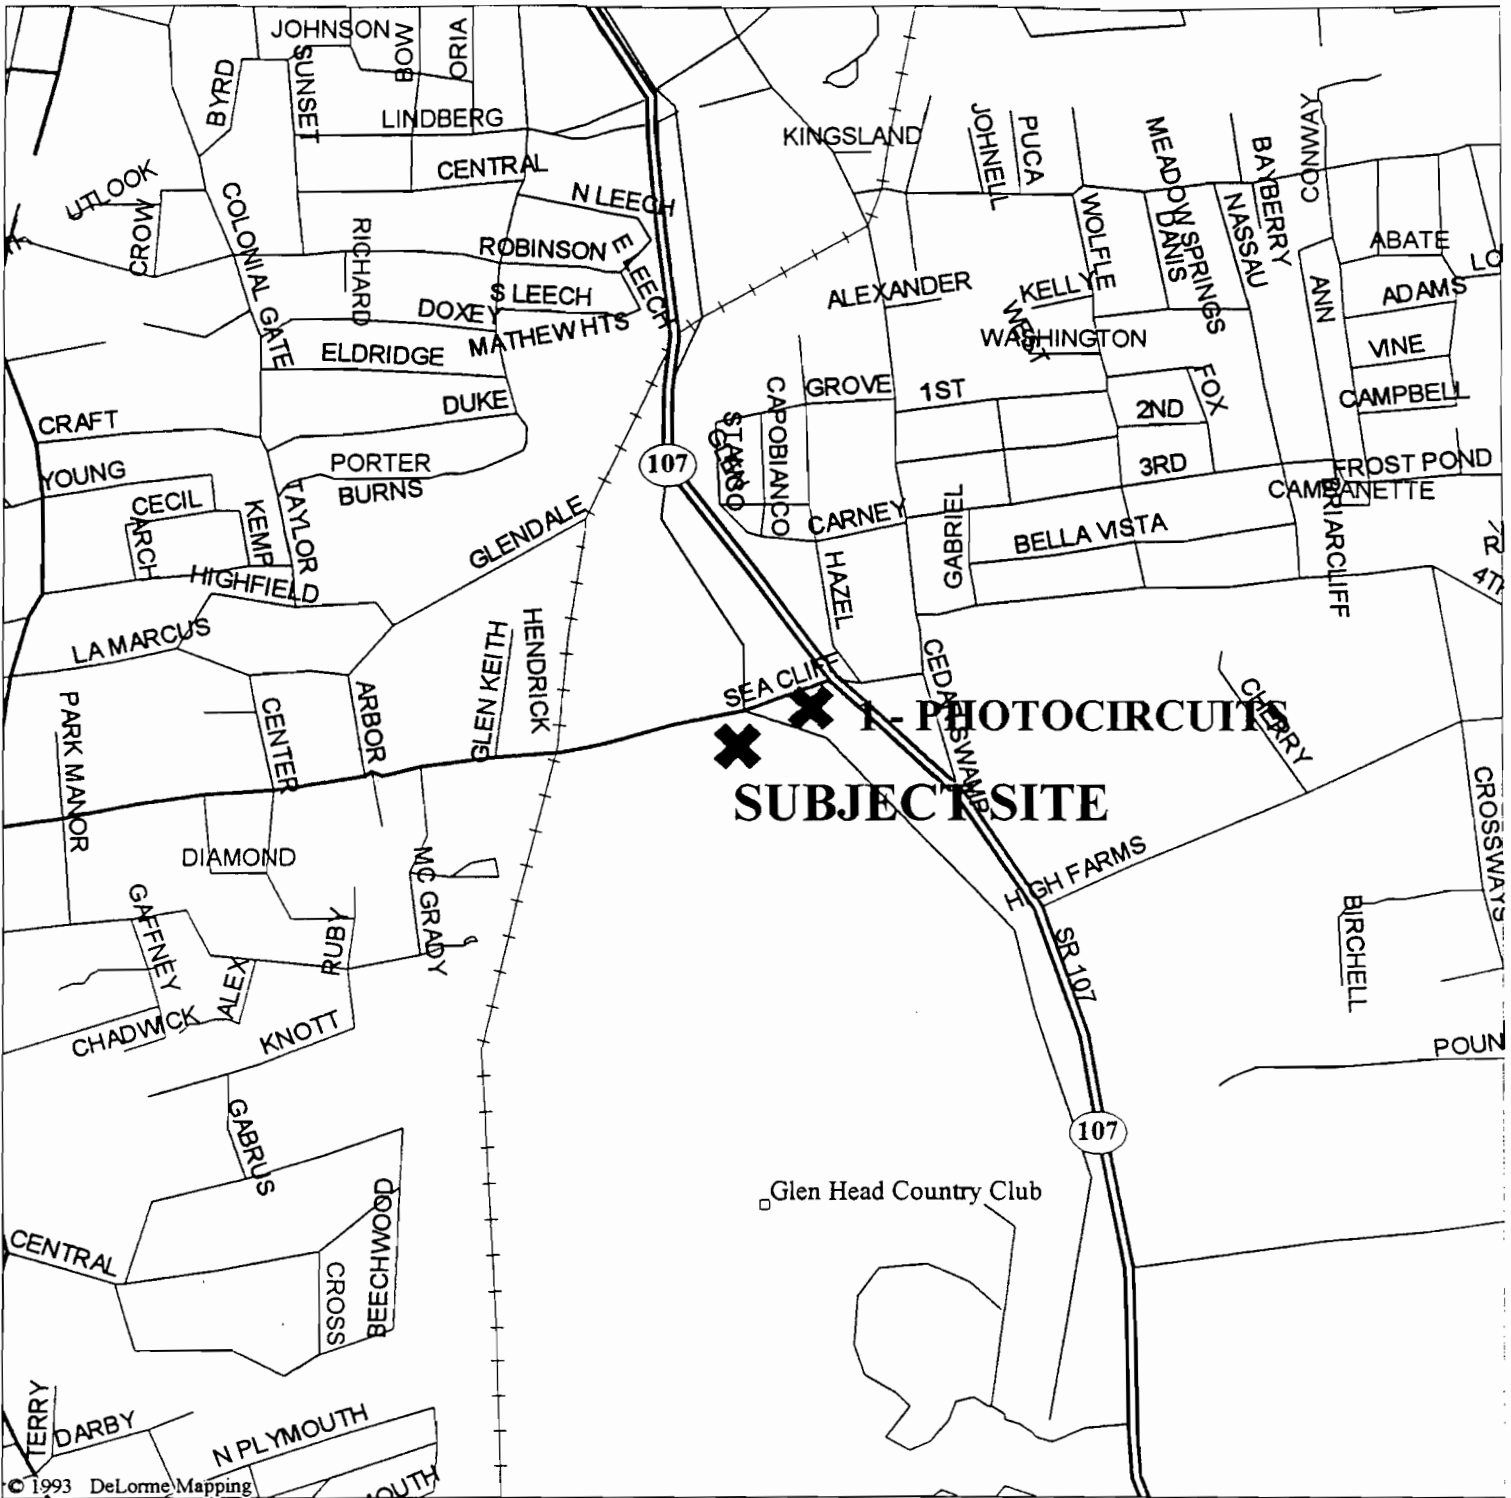 JOHNSON
BOW
ORIA
BYRD
SUNSET
LINDBERG
CENTRAL
KINGSLAND
JOHNELL
PUCA
MEADOW SPRINGS
BAYBERRY
CONWAY
UTLOOK
CROW
COLONIAL GATE
RICHARD
N LEECH
ROBINSON
E LEECH
S LEECH
DOXEY
MATHEW HTS
ELDRIDGE
DUKE
ALEXANDER
KELLY
WOLFLE
DANIS
NASSAU
ANN
ABATE
LO
ADAMS
VINE
CAMPBELL
WEST
WASHINGTON
GROVE
1ST
FOX
2ND
3RD
CRAFT
YOUNG
PORTER
BURNS
CECIL
ARCH
KEMP
TAYLOR
HIGHFIELD
GLENDALE
107
CAPOBIANCO
CARNEY
HAZEL
GABRIEL
BELLA VISTA
FROST POND
BRIARCLIFF
4TH
LA MARCUS
PARK MANOR
CENTER
ARBOR
GLEN KEITH
HENDRICK
SEA CLIFF
CEDAR SWAMP
1 - PHOTOCIRCUITS
CHERRY
SUBJECT SITE
CROSSWAYS
DIAMOND
MC GRADY
HIGH FARMS
GAFFNEY
RUBY
ALEX
CHADWICK
KNOTT
SR 107
BIRCHELL
POUN
GABRUS
107
BEECHWOOD
Glen Head Country Club
CENTRAL
CROSS
TERRY
DARBY
N PLYMOUTH
OUTH
© 1993 DeLorme Mapping